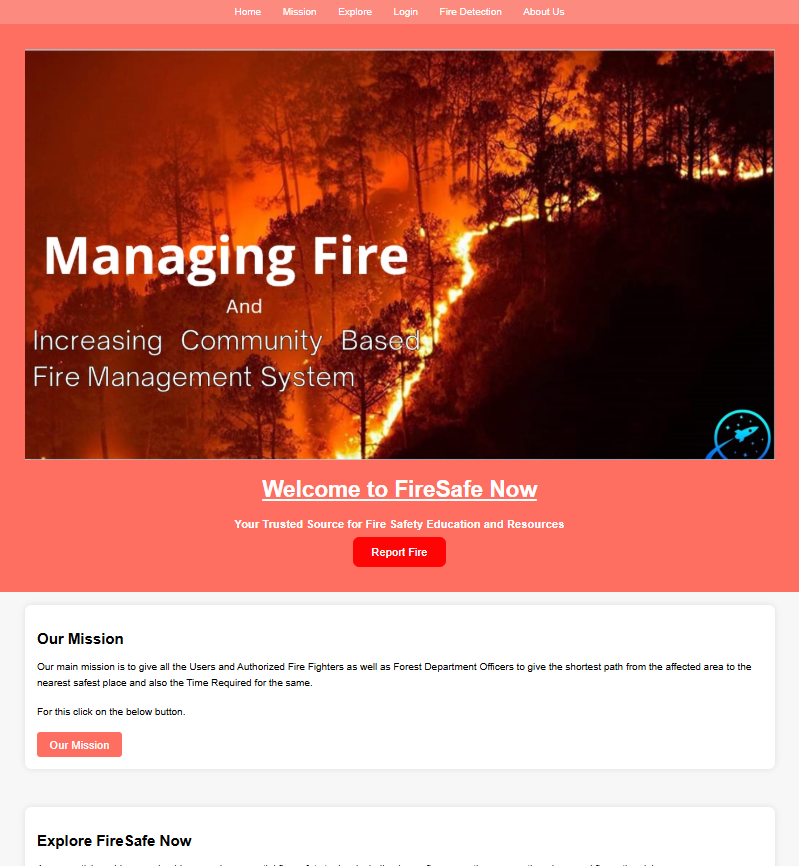 Home Mission Explore Login Fire Detection About Us
Managing Fire
And
Increasing Community Based
Fire Management System
Welcome to FireSafe Now
Your Trusted Source for Fire Safety Education and Resources
Report Fire
Our Mission
Our main mission is to give all the Users and Authorized Fire Fighters as well as Forest Department Officers to give the shortest path from the affected area to the
nearest safest place and also the Time Required for the same.
For this click on the below button.
Our Mission
Explore FireSafe Now